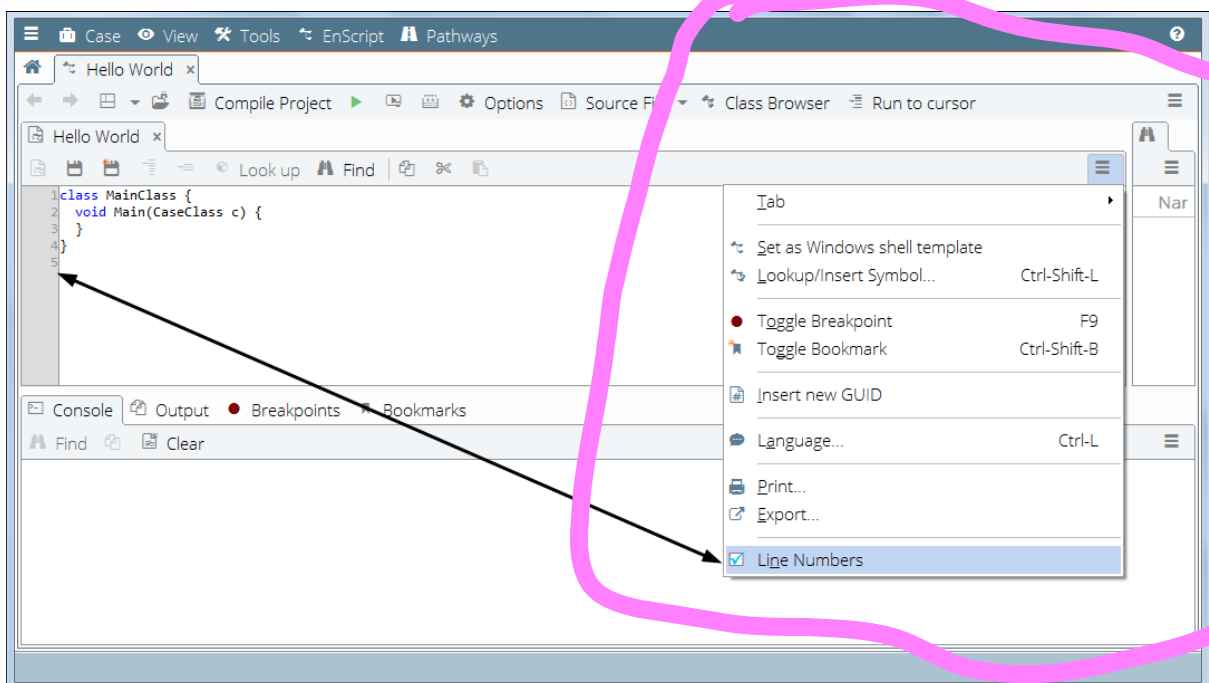 Case View Tools EnScript Pathways
Hello World x
Compile Project Options Source Class Browser Run to cursor
Hello World x
Look up Find
1 class MainClass {
2 void Main(CaseClass c) {
3 }
4 }
5
Nar
Tab
Set as Windows shell template
Lookup/Insert Symbol... Ctrl-Shift-L
Toggle Breakpoint F9
Toggle Bookmark Ctrl-Shift-B
Insert new GUID
Language... Ctrl-L
Print...
Export...
Line Numbers
Console Output Breakpoints Bookmarks
Find Clear